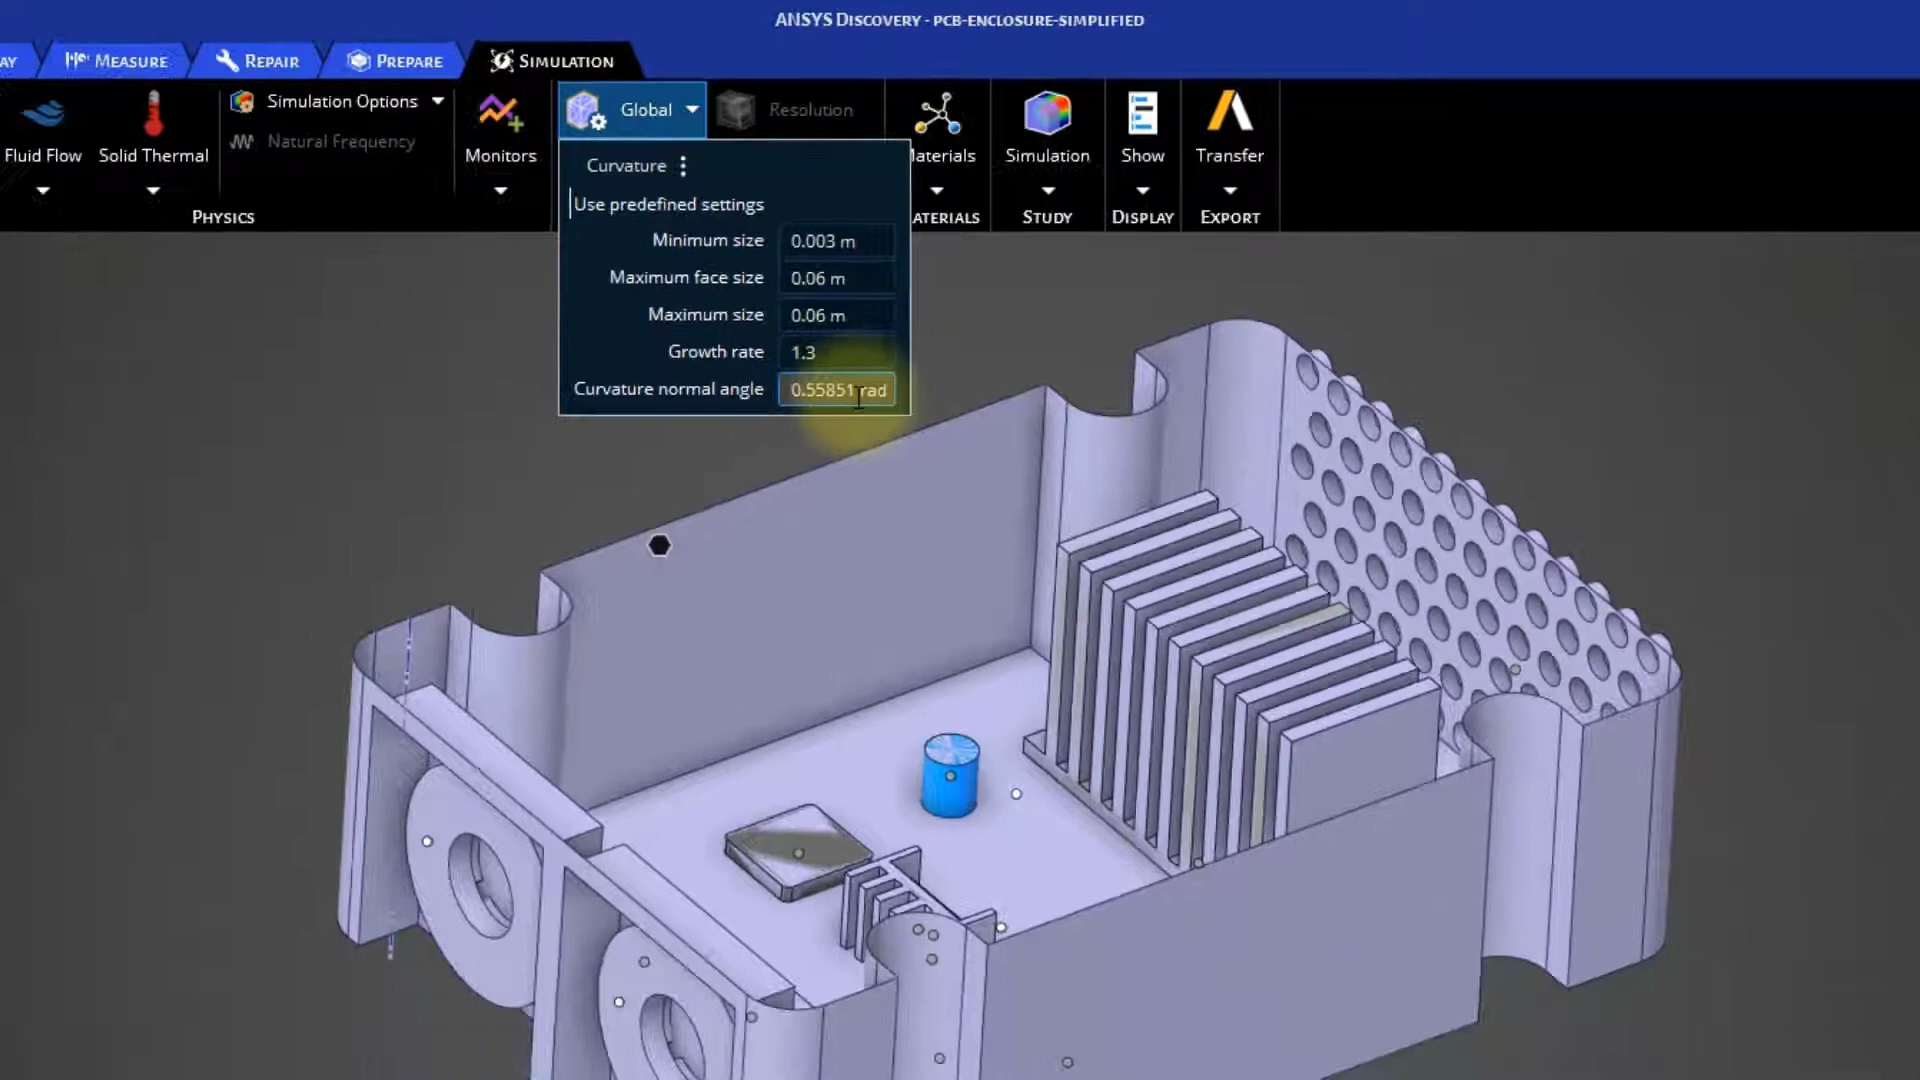 ANSYS DISCOVERY - PCB-ENCLOSURE-SIMPLIFIED
AY
MEASURE
REPAIR
PREPARE
SIMULATION
Fluid Flow
Solid Thermal
Simulation Options
Natural Frequency
PHYSICS
Monitors
Global
Resolution
Curvature
Use predefined settings
Minimum size 0.003 m
Maximum face size 0.06 m
Maximum size 0.06 m
Growth rate 1.3
Curvature normal angle 0.55851 rad
aterials
ATERIALS
Simulation
STUDY
Show
DISPLAY
Transfer
EXPORT